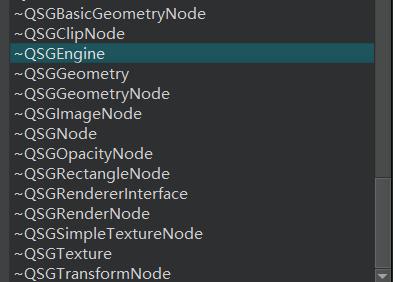 ~QSGBasicGeometryNode
~QSGClipNode
~QSGEngine
~QSGGeometry
~QSGGeometryNode
~QSGImageNode
~QSGNode
~QSGOpacityNode
~QSGRectangleNode
~QSGRendererInterface
~QSGRenderNode
~QSGSimpleTextureNode
~QSGTexture
~QSGTransformNode